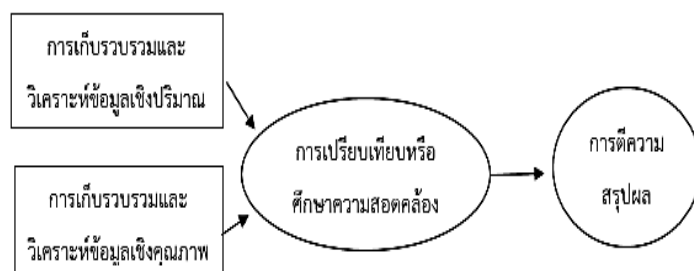 การเก็บรวบรวมและ
วิเคราะห์ข้อมูลเชิงปริมาณ
การเก็บรวบรวมและ
วิเคราะห์ข้อมูลเชิงคุณภาพ
การเปรียบเทียบหรือ
ศึกษาความสอตคล้อง
การตีความ
สรุปผล